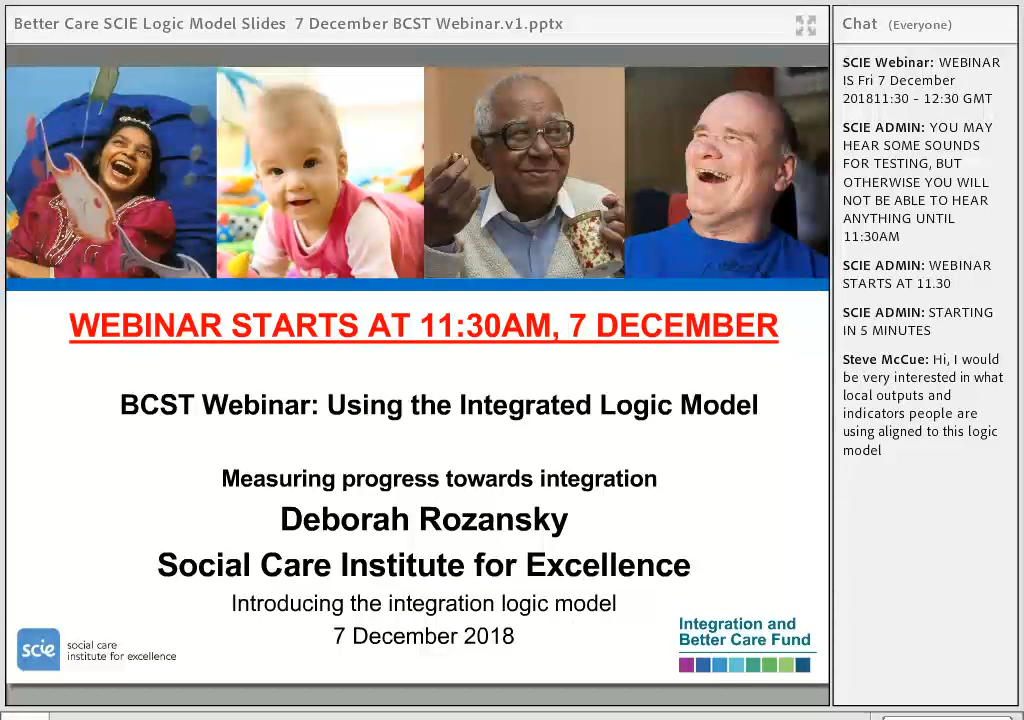 Better Care SCIE Logic Model Slides  7 December BCST Webinar.v1.pptx
WEBINAR STARTS AT 11:30AM, 7 DECEMBER
BCST Webinar: Using the Integrated Logic Model
Measuring progress towards integration
Deborah Rozansky
Social Care Institute for Excellence
Introducing the integration logic model
7 December 2018
scie
social care
institute for excellence
Integration and
Better Care Fund
Chat (Everyone)
SCIE Webinar: WEBINAR
IS Fri 7 December
201811:30 - 12:30 GMT
SCIE ADMIN: YOU MAY
HEAR SOME SOUNDS
FOR TESTING, BUT
OTHERWISE YOU WILL
NOT BE ABLE TO HEAR
ANYTHING UNTIL
11:30AM
SCIE ADMIN: WEBINAR
STARTS AT 11.30
SCIE ADMIN: STARTING
IN 5 MINUTES
Steve McCue: Hi, I would
be very interested in what
local outputs and
indicators people are
using aligned to this logic
model